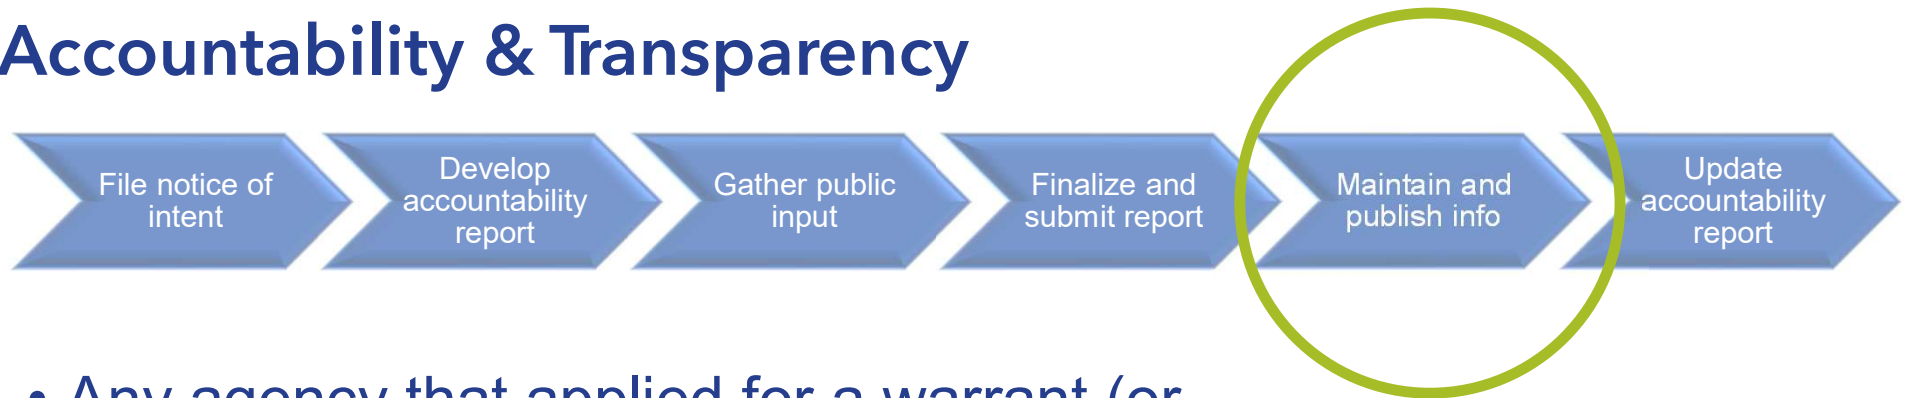 Accountability & Transparency
File notice of
intent
Develop
accountability
report
Gather public
input
Finalize and
submit report
Maintain and
publish info
Update
accountability
report
• Any agency that applied for a warrant (or